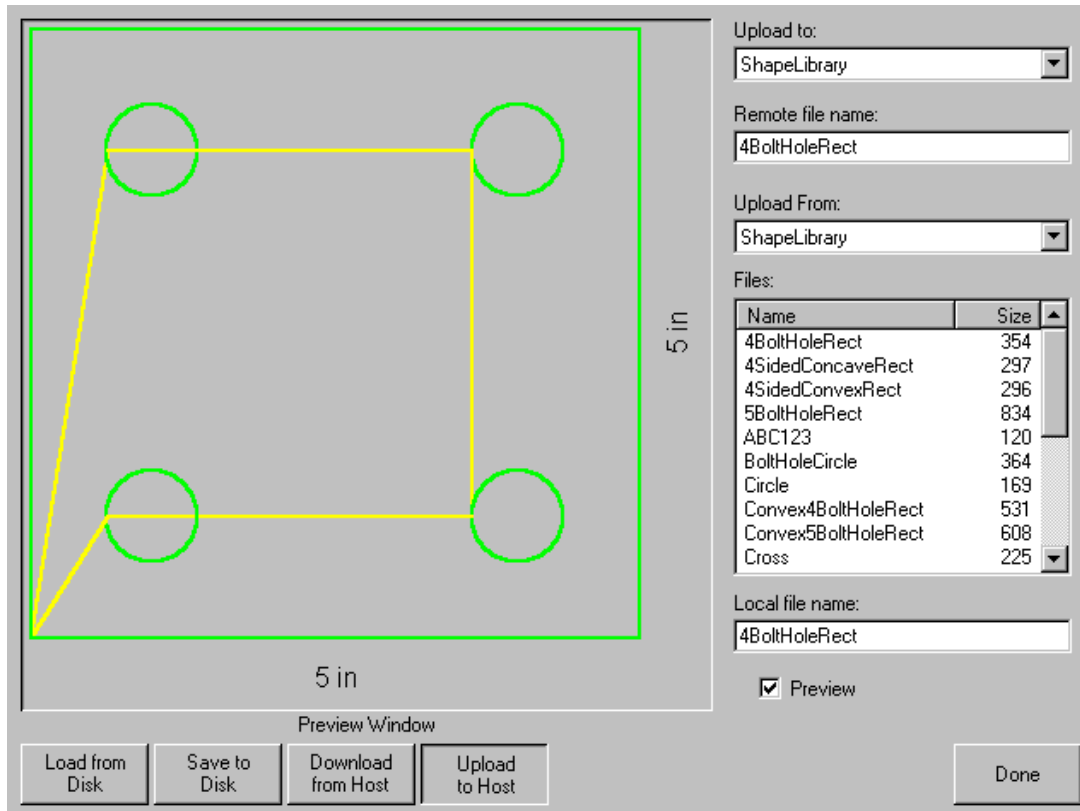 5 in
5 in
Preview Window
Load from
Disk
Save to
Disk
Download
from Host
Upload
to Host
Upload to:
ShapeLibrary
Remote file name:
4BoltHoleRect
Upload From:
ShapeLibrary
Files:
Name Size
4BoltHoleRect 354
4SidedConcaveRect 297
4SidedConvexRect 296
5BoltHoleRect 834
ABC123 120
BoltHoleCircle 364
Circle 169
Convex4BoltHoleRect 531
Convex5BoltHoleRect 608
Cross 225
Local file name:
4BoltHoleRect
Preview
Done